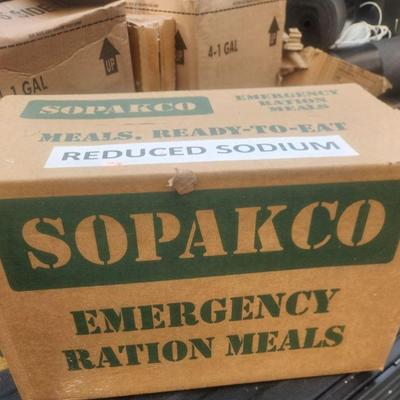 S SIDE
1 GAL
UP
4-1 GAL
UP
SOPAKCO
EMERGENCY
RATION
MEALS
MEALS, READY-TO-EAT
REDUCED SODIUM
SOPAKCO
EMERGENCY
RATION MEALS